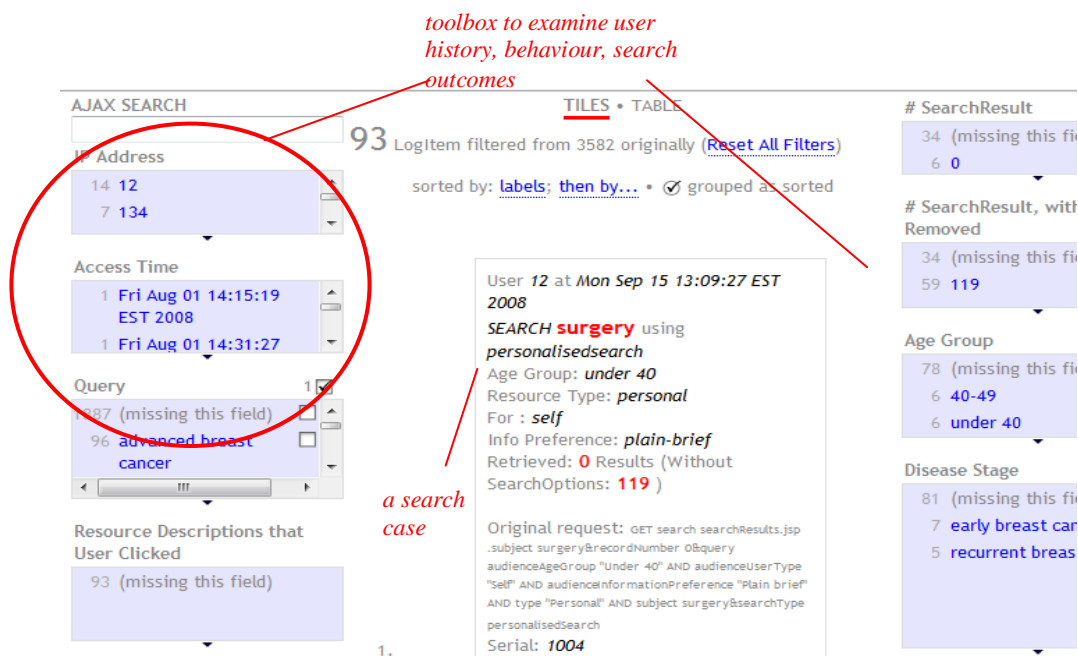 toolbox to examine user
history, behaviour, search
outcomes
AJAX SEARCH
IP Address
14 12
7 134
Access Time
1 Fri Aug 01 14:15:19
EST 2008
1 Fri Aug 01 14:31:27
Query 1
(missing this field)
96 advanced breast
cancer
Resource Descriptions that
User Clicked
93 (missing this field)
TILES • TABLE
93 LogItem filtered from 3582 originally (Reset All Filters)
sorted by: labels; then by... • grouped as sorted
User 12 at Mon Sep 15 13:09:27 EST
2008
SEARCH surgery using
personalisedsearch
Age Group: under 40
Resource Type: personal
For : self
Info Preference: plain-brief
Retrieved: 0 Results (Without
SearchOptions: 119 )
Original request: GET search searchResults.jsp
.subject surgery&recordNumber 0&query
audienceAgeGroup "Under 40" AND audienceUserType
"Self" AND audienceInformationPreference "Plain brief"
AND type "Personal" AND subject surgery&searchType
personalisedSearch
Serial: 1004
1.
a search
case
# SearchResult
34 (missing this fie
6 0
# SearchResult, with
Removed
34 (missing this fie
59 119
Age Group
78 (missing this fie
6 40-49
6 under 40
Disease Stage
81 (missing this fie
7 early breast can
5 recurrent breas